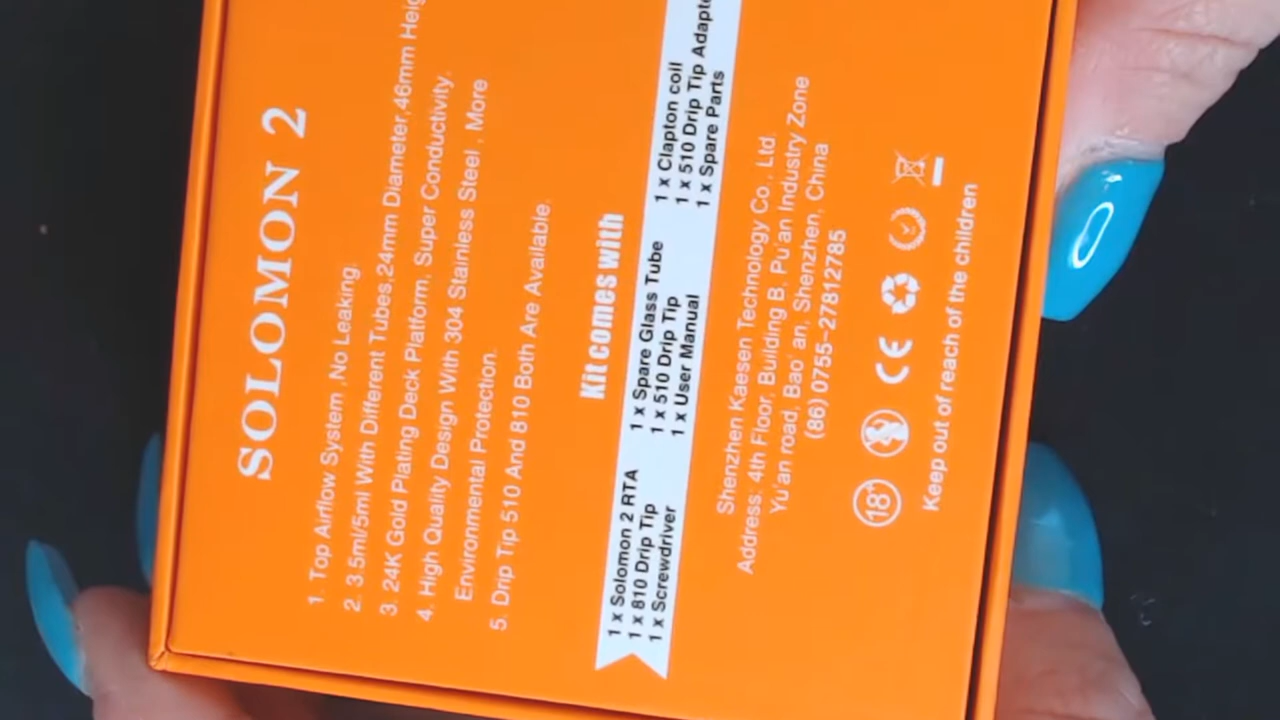 SOLOMON 2
1. Top Airflow System ,No Leaking.
2. 3.5ml/5ml With Different Tubes,24mm Diameter,46mm
3. 24K Gold Plating Deck Platform, Super Conductivity.
4. High Quality Design With 304 Stainless Steel , More
Environmental Protection.
5. Drip Tip 510 And 810 Both Are Available.
Kit comes with
1 x Solomon 2 RTA 1 x Spare Glass Tube 1 x Clapton coil
1 x 810 Drip Tip 1 x 510 Drip Tip 1 x 510 Drip Tip
1 x Screwdriver 1 x User Manual 1 x Spare Parts
Shenzhen Kaesen Technology Co., Ltd.
Address: 4th Floor, Building B, Pu'an Industry Zone
Yu'an road, Bao' an, Shenzhen, China
(86) 0755-27812785
18+ CE
Keep out of reach of the children